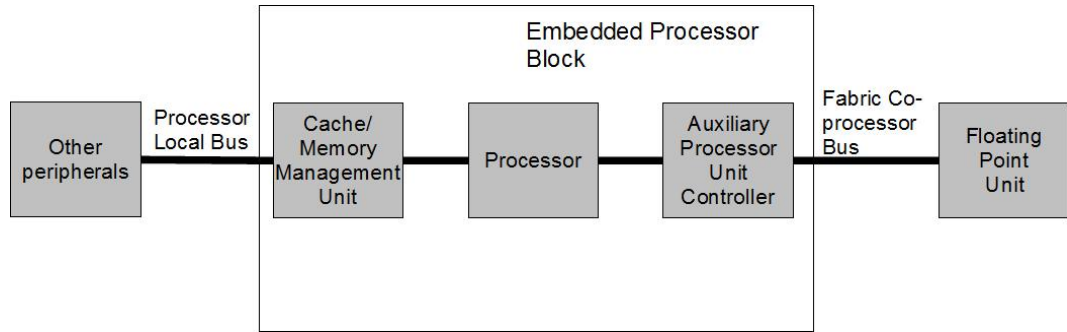 Embedded Processor
Block
Other
peripherals
Processor
Local Bus
Cache/
Memory
Management
Unit
Processor
Auxiliary
Processor
Unit
Controller
Fabric Co-
processor
Bus
Floating
Point
Unit